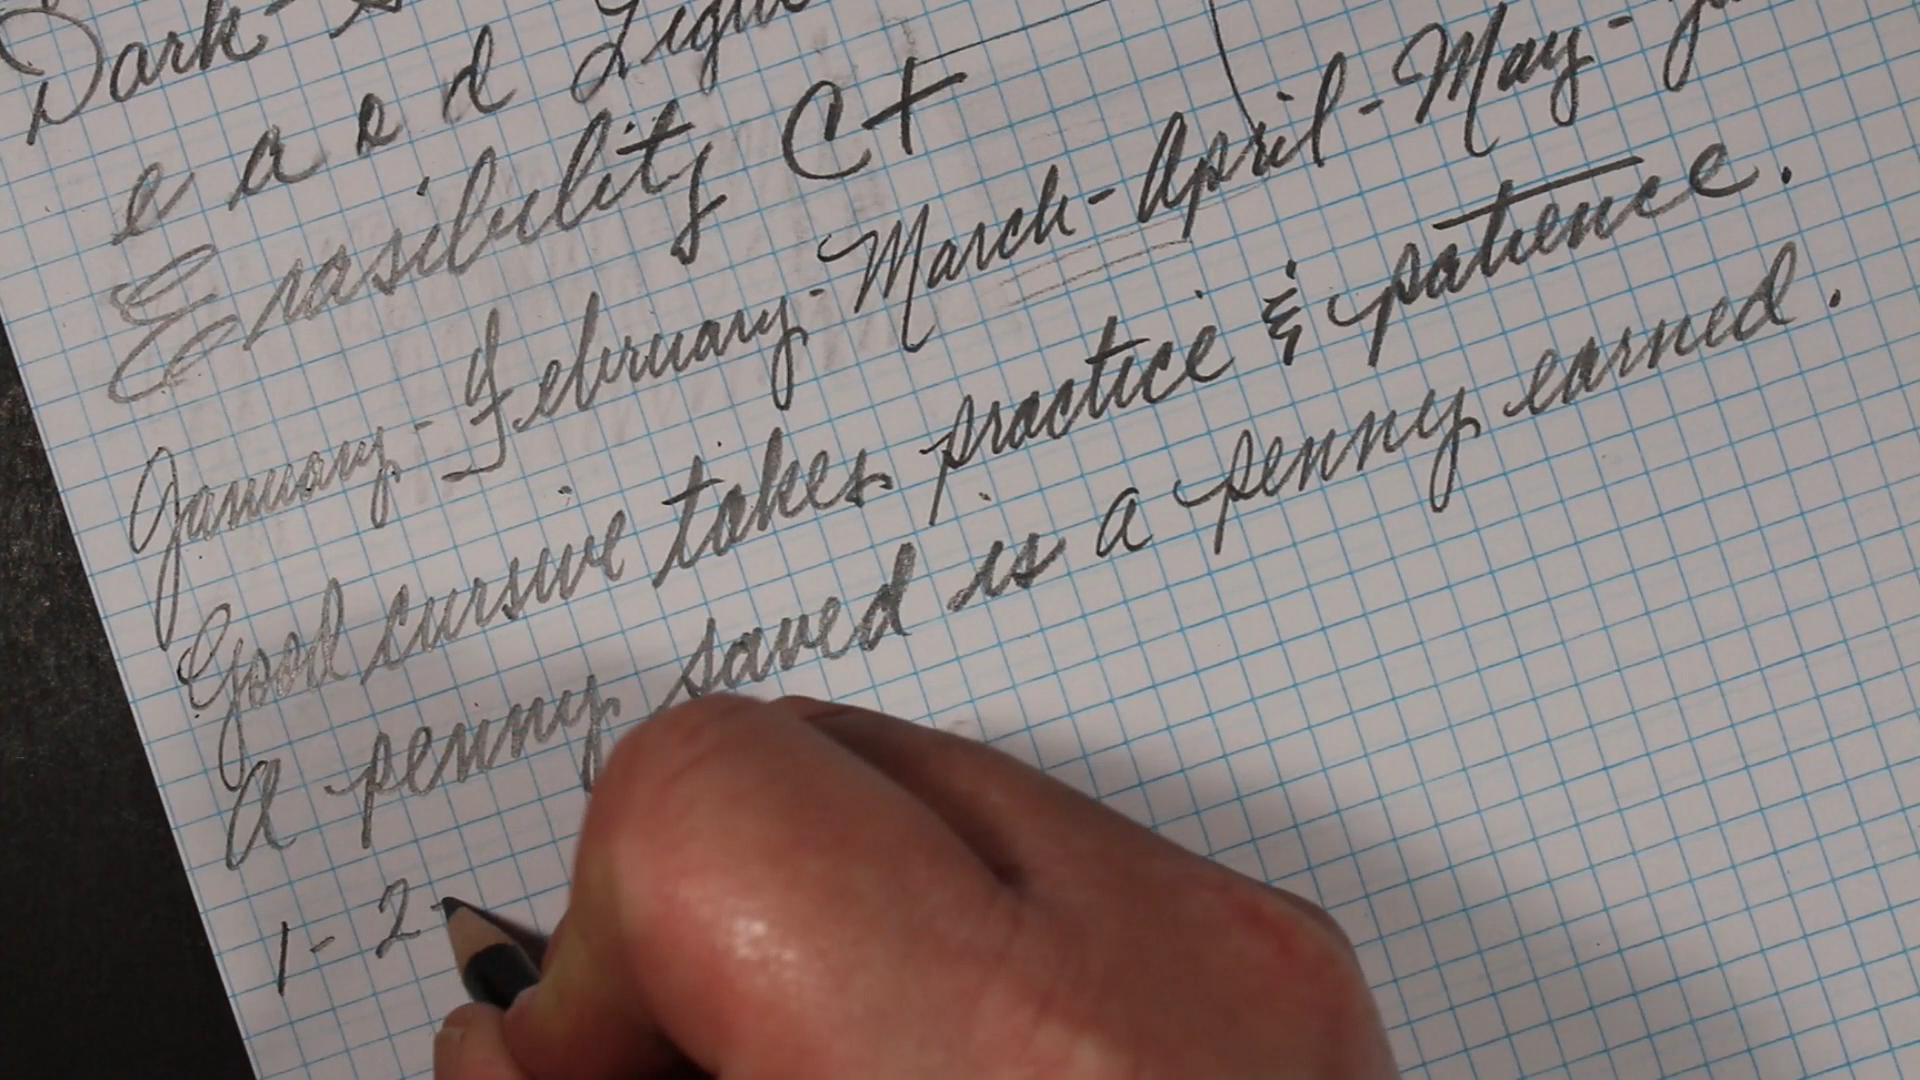 Dark -
e a s d Light
Erasibility C+
January - February - March - April - May -
Good cursive takes practice & patience.
A penny saved is a penny earned.
1 - 2 -